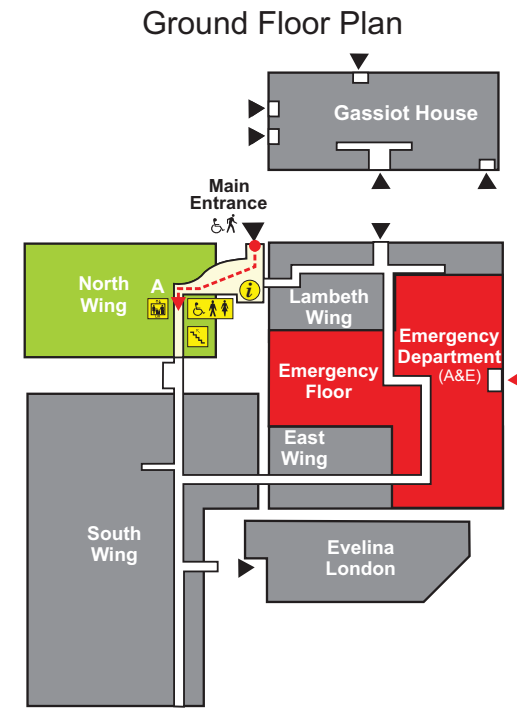 Ground Floor Plan
Gassiot House
Main
Entrance
North
Wing
A
i
Lambeth
Wing
Emergency
Department
(A&E)
Emergency
Floor
East
Wing
South
Wing
Evelina
London